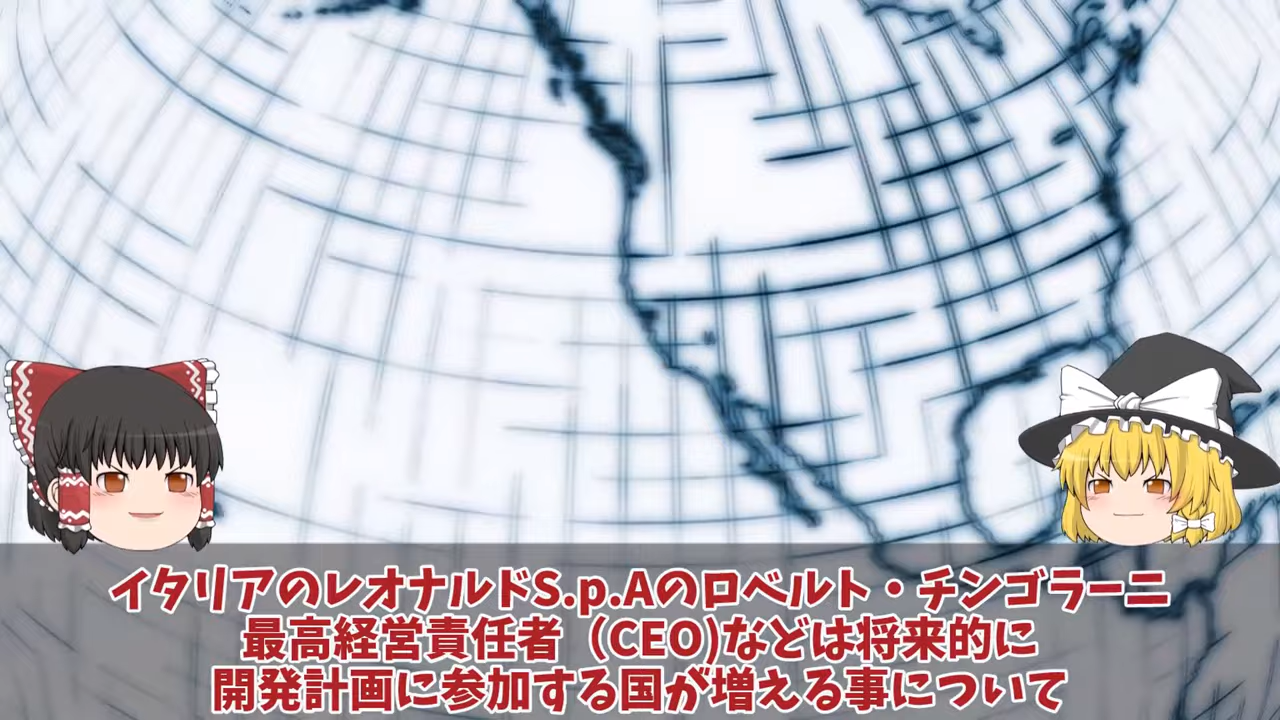 イタリアのレオナルドS.p.Aのロベルト・チンゴラーニ
最高経営責任者（CEO)などは将来的に
開発計画に参加する国が増える事について